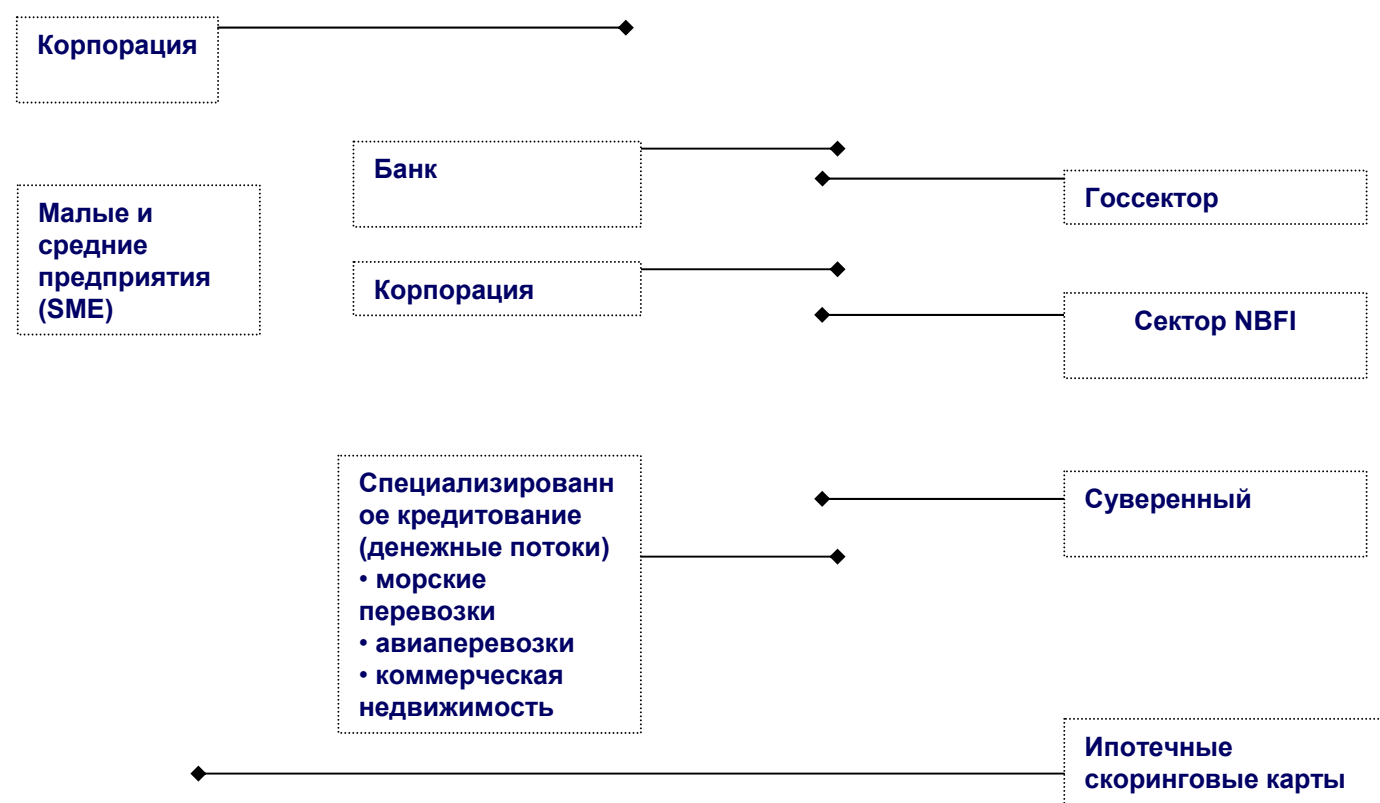 Корпорация
Банк
Госсектор
Малые и
средние
предприятия
(SME)
Корпорация
Сектор NBFI
Специализированн
ое кредитование
(денежные потоки)
• морские
перевозки
• авиаперевозки
• коммерческая
недвижимость
Суверенный
Ипотечные
скоринговые карты